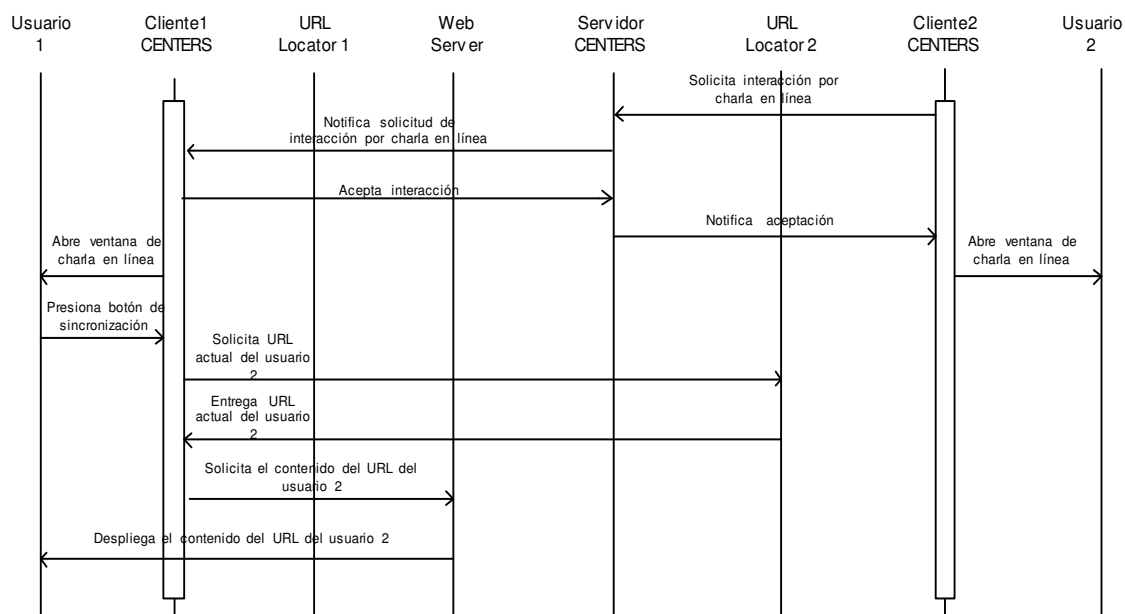 Usuario
1
Cliente1
CENTERS
URL
Locator 1
Web
Server
Servidor
CENTERS
URL
Locator 2
Cliente2
CENTERS
Usuario
2
Solicita interacción por
charla en línea
Notifica solicitud de
interacción por charla en línea
Acepta interacción
Notifica aceptación
Abre ventana de
charla en línea
Abre ventana de
charla en línea
Presiona botón de
sincronización
Solicita URL
actual del usuario
2
Entrega URL
actual del usuario
2
Solicita el contenido del URL del
usuario 2
Despliega el contenido del URL del usuario 2